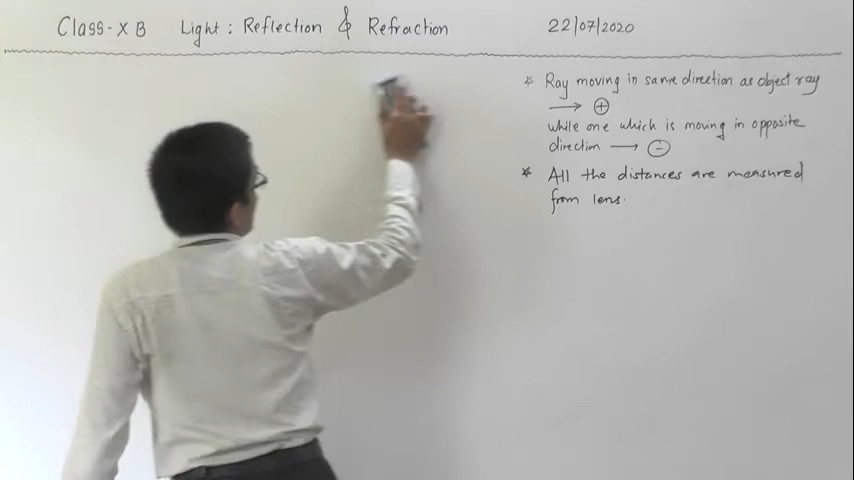 Class-X B Light : Reflection & Refraction 22/07/2020
* Ray moving in same direction as object ray
⟶ ⊕
while one which is moving in opposite
direction ⟶ ⊖
* All the distances are measured
from lens.